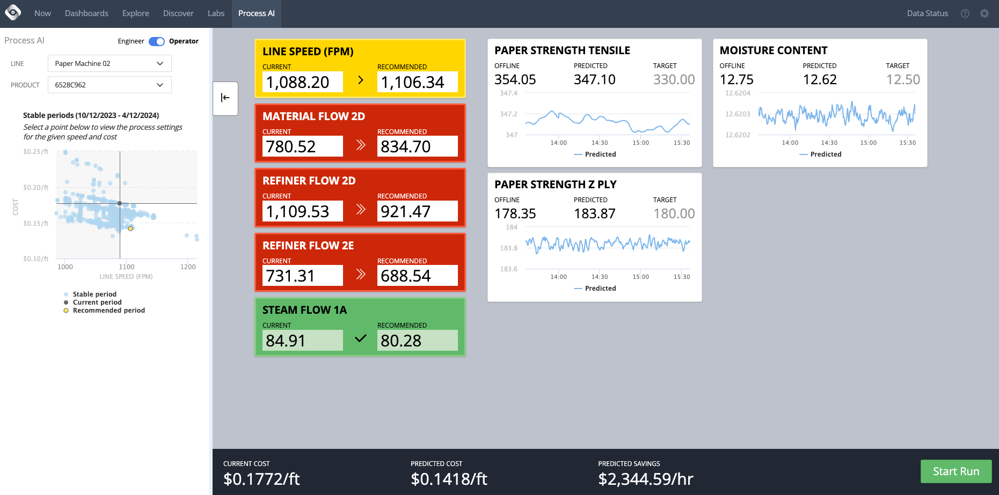 Now Dashboards Explore Discover Labs Process AI Data Status ?
Process AI Engineer Operator
LINE Paper Machine 02
PRODUCT 6528C962
Stable periods (10/12/2023 - 4/12/2024)
Select a point below to view the process settings
for the given speed and cost
$0.25/ft
$0.20/ft
$0.15/ft
$0.10/ft
COST
1000 1100 1200
LINE SPEED (FPM)
Stable period
Current period
Recommended period
LINE SPEED (FPM)
CURRENT RECOMMENDED
1,088.20 1,106.34
MATERIAL FLOW 2D
CURRENT RECOMMENDED
780.52 834.70
REFINER FLOW 2D
CURRENT RECOMMENDED
1,109.53 921.47
REFINER FLOW 2E
CURRENT RECOMMENDED
731.31 688.54
STEAM FLOW 1A
CURRENT RECOMMENDED
84.91 80.28
PAPER STRENGTH TENSILE
OFFLINE PREDICTED TARGET
354.05 347.10 330.00
347.4
347.2
347
14:00 14:30 15:00 15:30
Predicted
MOISTURE CONTENT
OFFLINE PREDICTED TARGET
12.75 12.62 12.50
12.6204
12.6203
12.6202
14:00 14:30 15:00 15:30
Predicted
PAPER STRENGTH Z PLY
OFFLINE PREDICTED TARGET
178.35 183.87 180.00
184
183.8
183.6
14:00 14:30 15:00 15:30
Predicted
CURRENT COST PREDICTED COST PREDICTED SAVINGS
$0.1772/ft $0.1418/ft $2,344.59/hr
Start Run